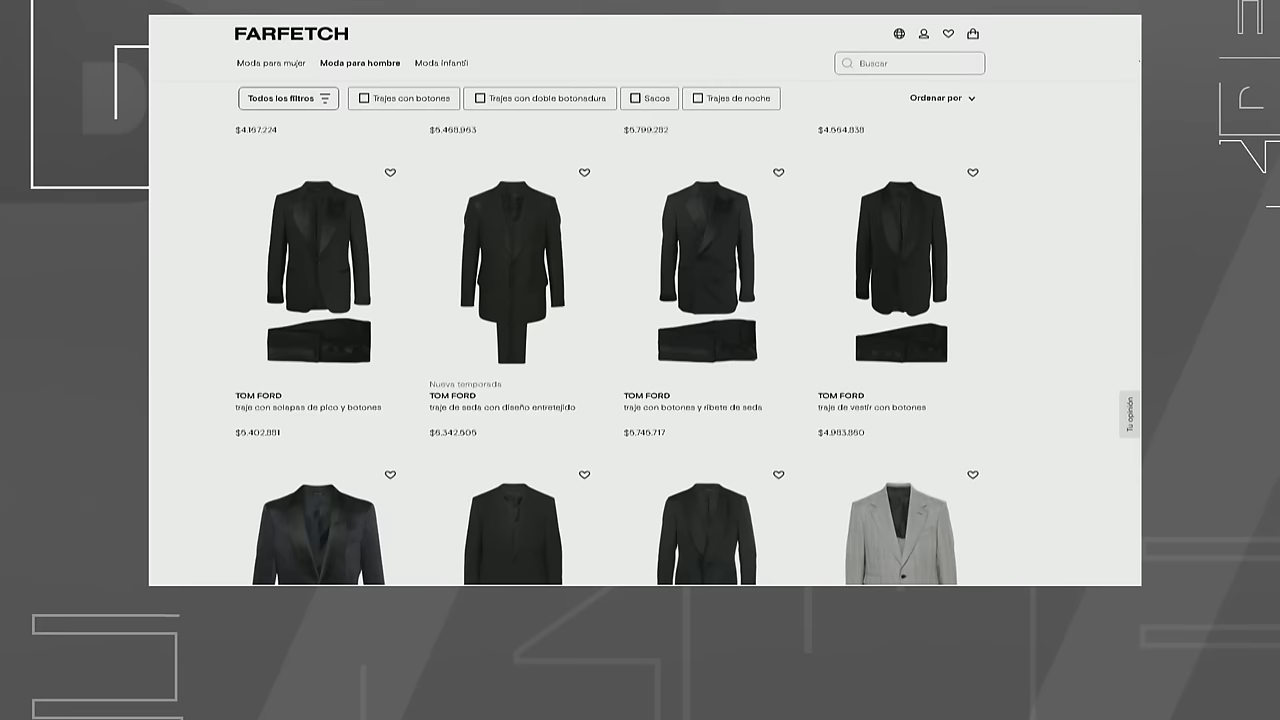 FARFETCH
Moda para mujer Moda para hombre Moda infantil
Buscar
Todos los filtros Trajes con botones Trajes con doble botonadura Sacos Trajes de noche Ordenar por
$4.167.224 $5.468.963 $5.799.282 $4.564.838
Nueva temporada
TOM FORD TOM FORD TOM FORD TOM FORD
traje con solapas de pico y botones traje de seda con diseño entretejido traje con botones y ribete de seda traje de vestir con botones
$5.402.881 $6.342.505 $5.745.717 $4.983.860
Tu opinión